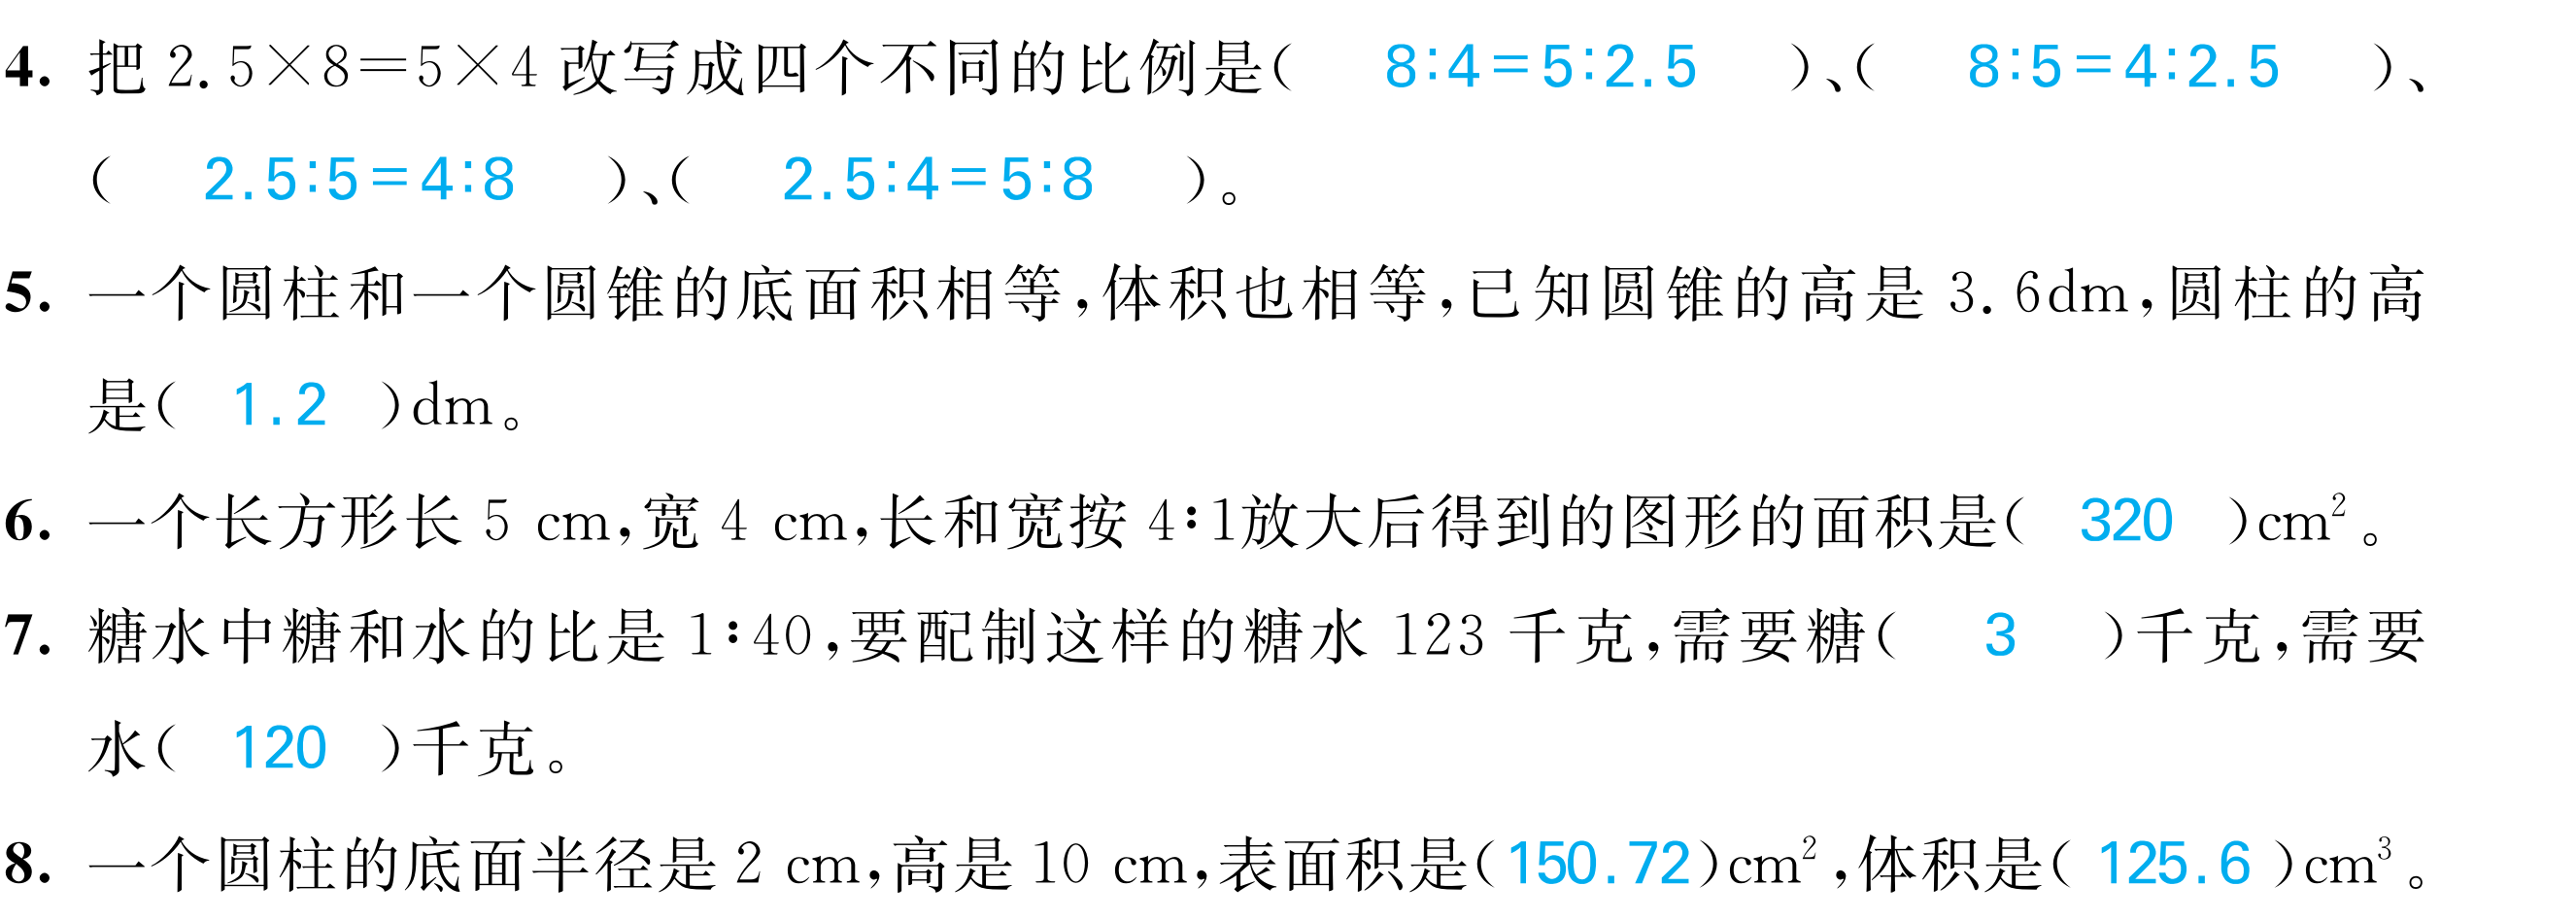 4. 把 2.5×8=5×4 改写成四个不同的比例是( 8∶4=5∶2.5 )、( 8∶5=4∶2.5 )、
( 2.5∶5=4∶8 )、( 2.5∶4=5∶8 )。
5. 一个圆柱和一个圆锥的底面积相等,体积也相等,已知圆锥的高是 3.6dm,圆柱的高
是( 1.2 )dm。
6. 一个长方形长 5 cm,宽 4 cm,长和宽按 4∶1放大后得到的图形的面积是( 320 )cm²。
7. 糖水中糖和水的比是 1∶40,要配制这样的糖水 123 千克,需要糖( 3 )千克,需要
水( 120 )千克。
8. 一个圆柱的底面半径是 2 cm,高是 10 cm,表面积是(150.72)cm²,体积是( 125.6 )cm³。